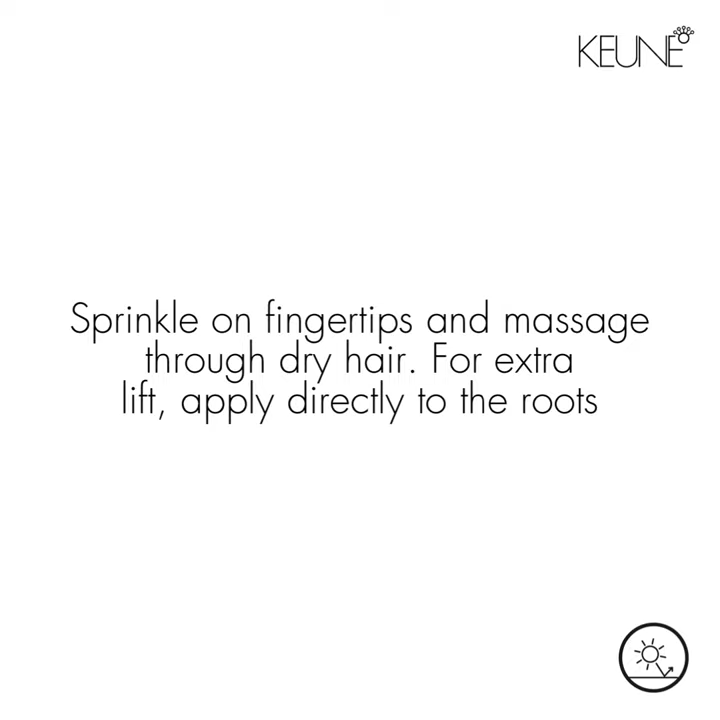 KEUNE
Sprinkle on fingertips and massage
through dry hair. For extra
lift, apply directly to the roots